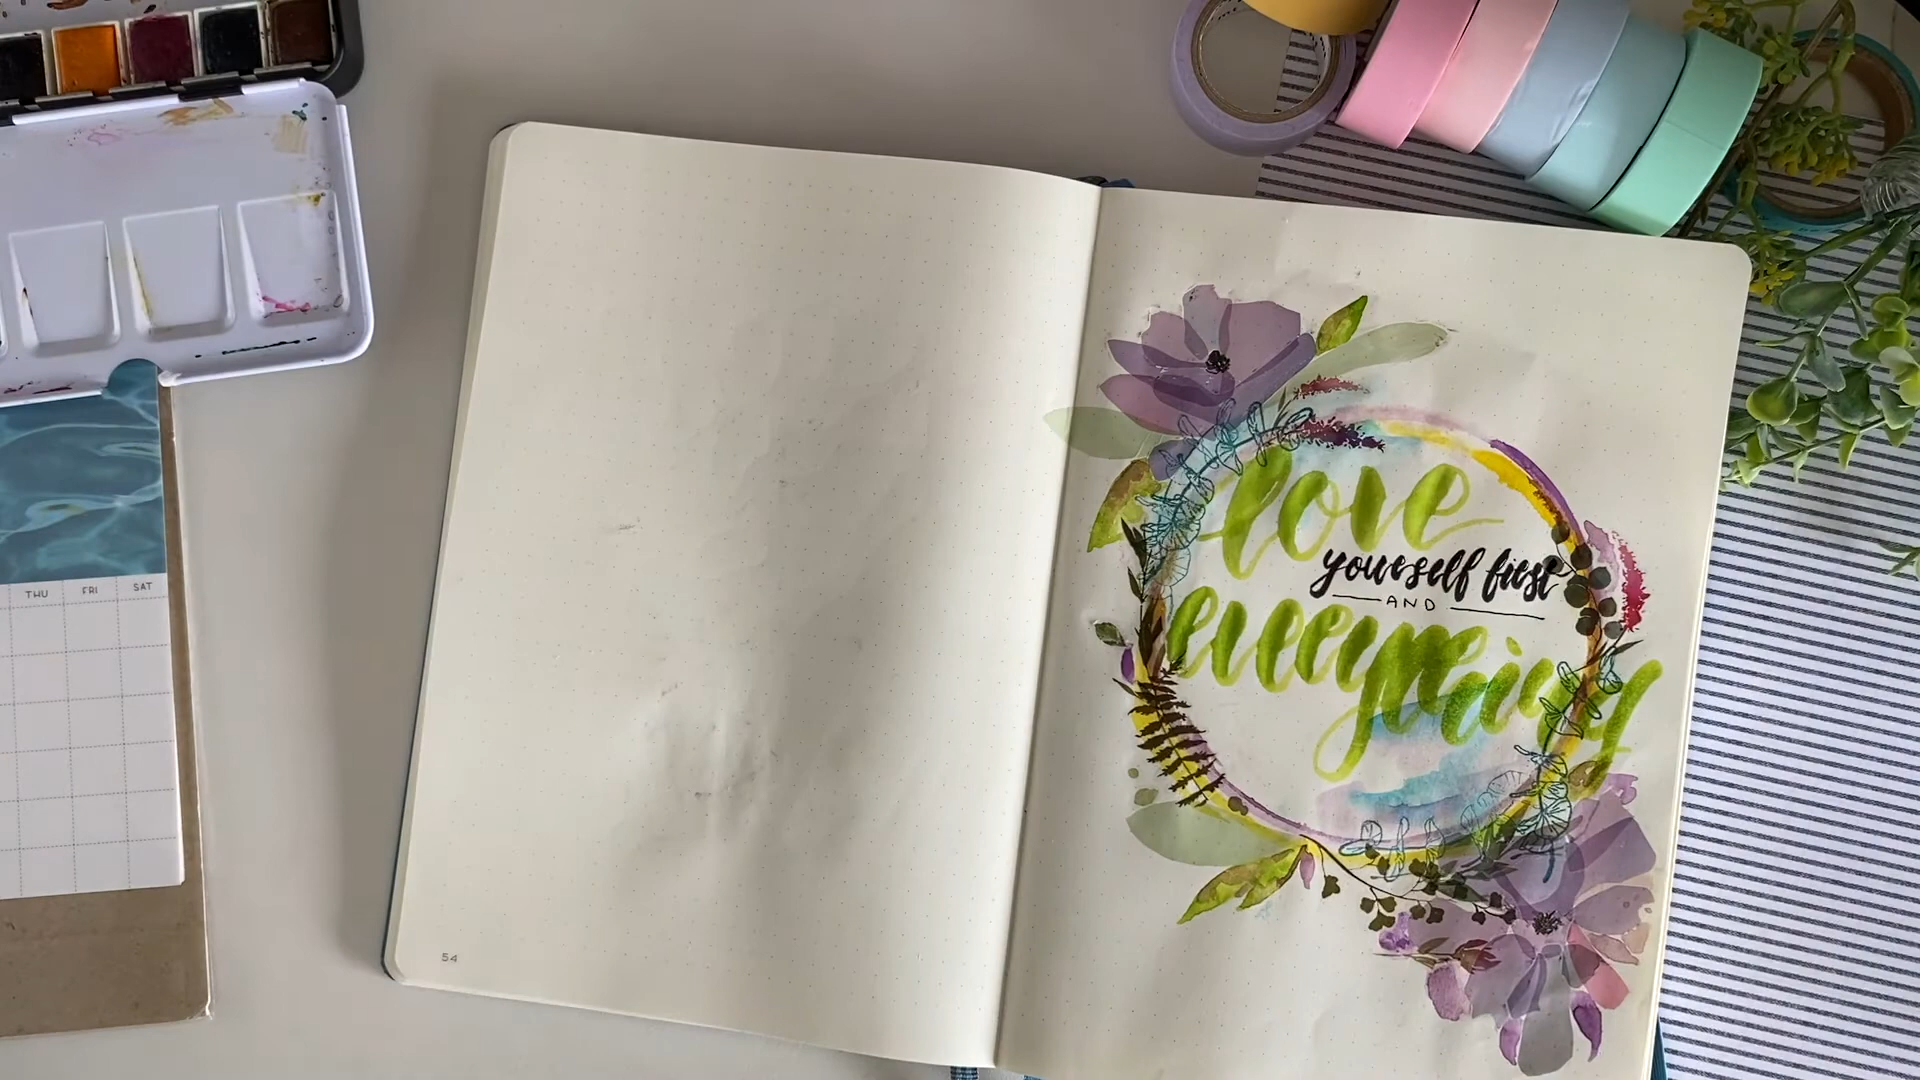 THU FRI SAT
54
love
yourself first
AND
everything